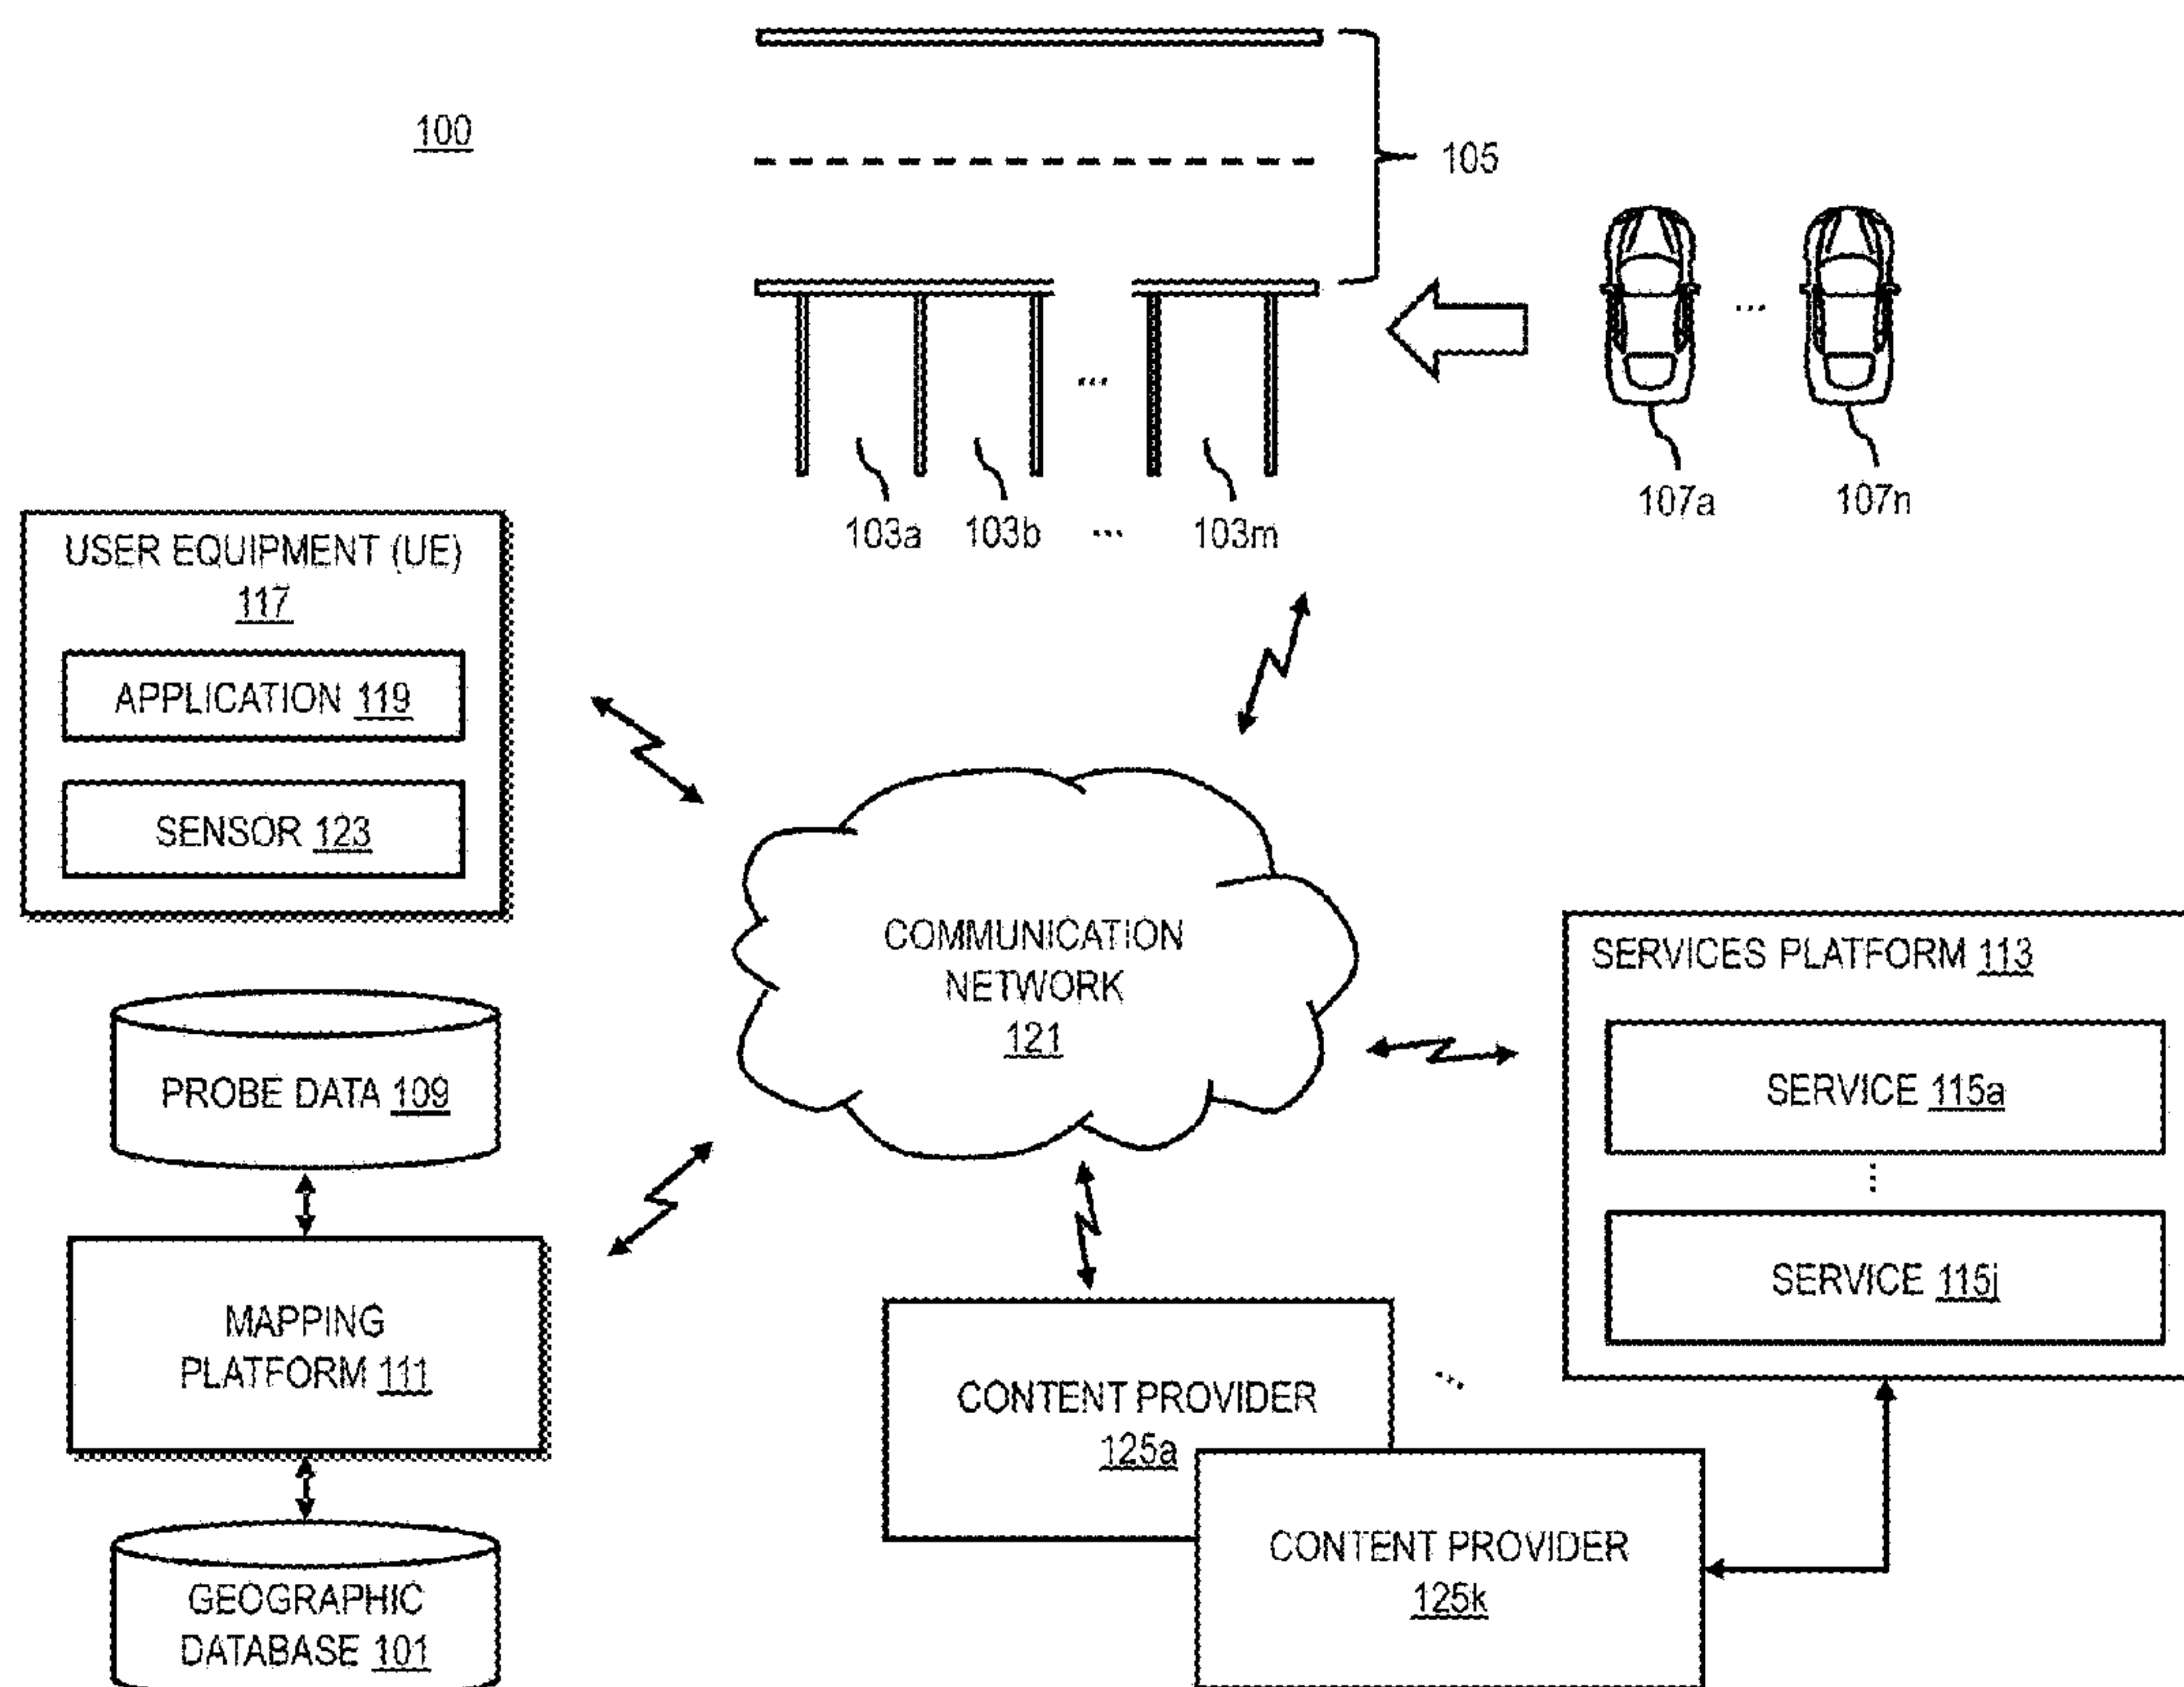 100
105
...
107a
107n
...
103a
103b
...
103m
USER EQUIPMENT (UE)
117
APPLICATION 119
SENSOR 123
COMMUNICATION
NETWORK
121
SERVICES PLATFORM 113
SERVICE 115a
...
SERVICE 115j
PROBE DATA 109
MAPPING
PLATFORM 111
GEOGRAPHIC
DATABASE 101
CONTENT PROVIDER
125a
...
CONTENT PROVIDER
125k